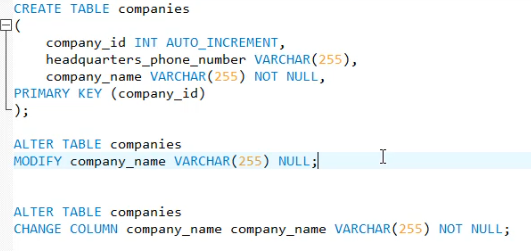 CREATE TABLE companies
(
company_id INT AUTO_INCREMENT,
headquarters_phone_number VARCHAR(255),
company_name VARCHAR(255) NOT NULL,
PRIMARY KEY (company_id)
);
ALTER TABLE companies
MODIFY company_name VARCHAR(255) NULL;
ALTER TABLE companies
CHANGE COLUMN company_name company_name VARCHAR(255) NOT NULL;